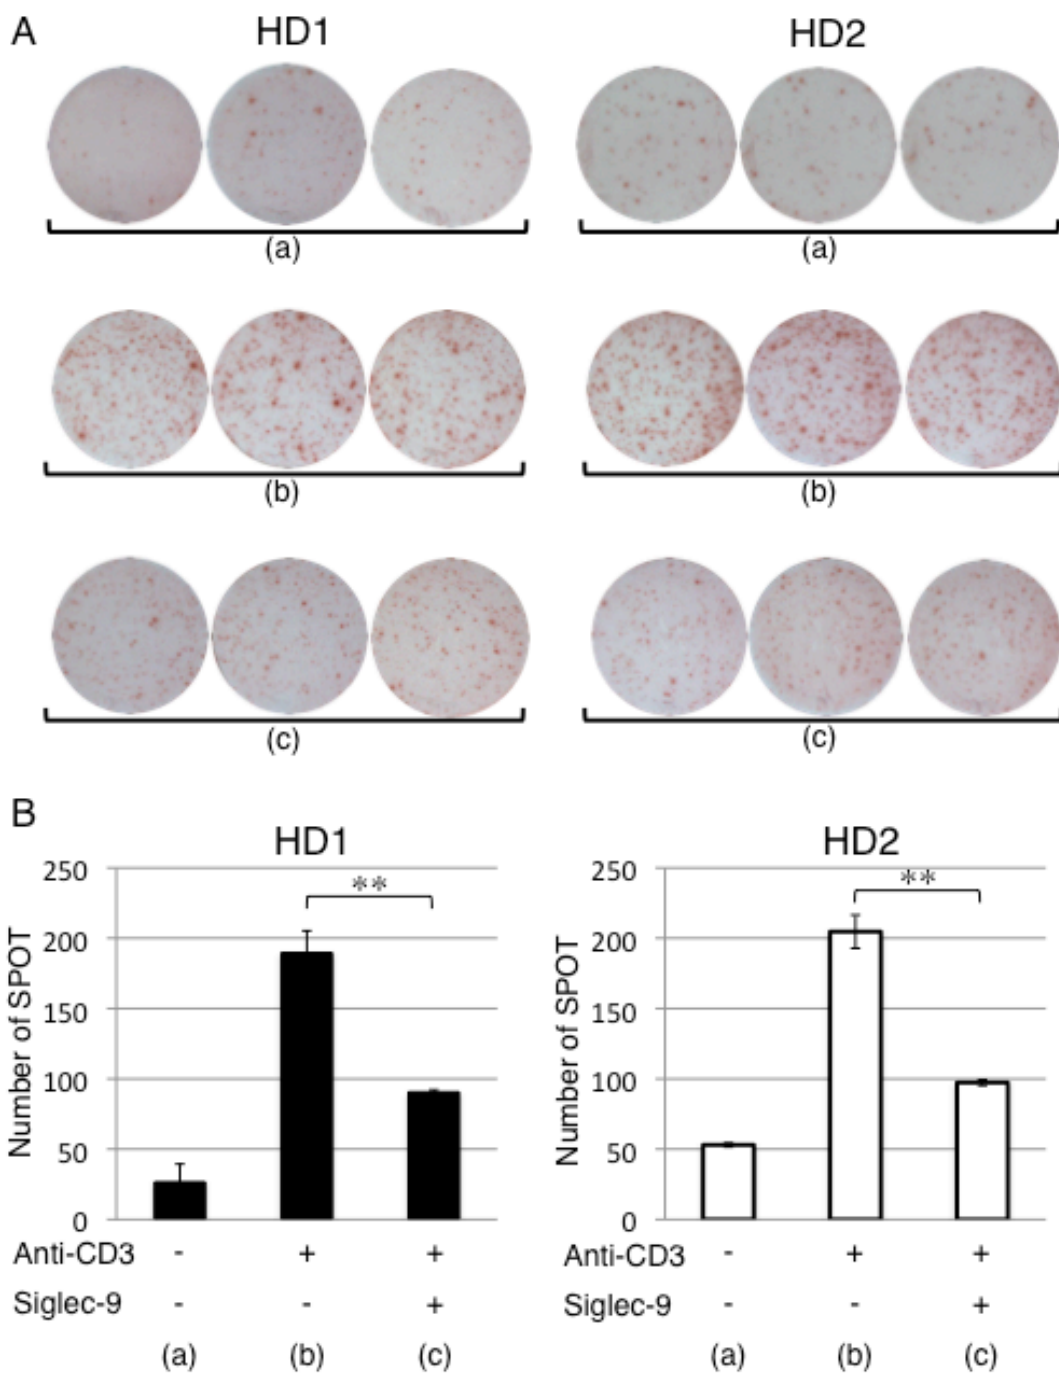 A
HD1 HD2
(a) (a)
(b) (b)
(c) (c)
B
HD1 HD2
Number of SPOT
250
200
150
100
50
0
**
Anti-CD3 - + +
Siglec-9 - - +
(a) (b) (c)
Number of SPOT
250
200
150
100
50
0
**
Anti-CD3 - + +
Siglec-9 - - +
(a) (b) (c)